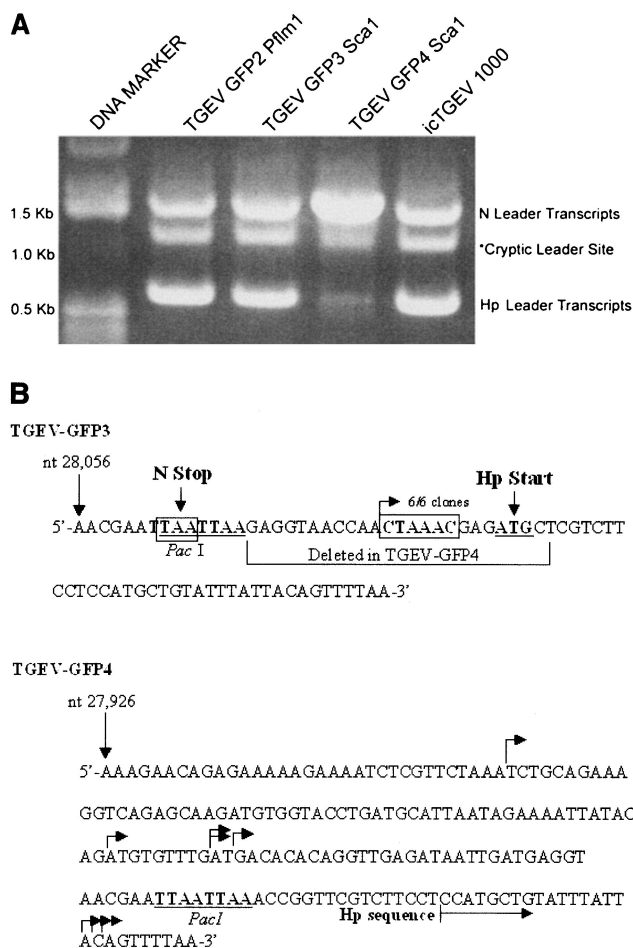 A
DNA MARKER
TGEV GFP2 Pflm1
TGEV GFP3 Sca1
TGEV GFP4 Sca1
icTGEV 1000
1.5 Kb
1.0 Kb
0.5 Kb
N Leader Transcripts
*Cryptic Leader Site
Hp Leader Transcripts
B
TGEV-GFP3
nt 28,056
N Stop
6/6 clones
Hp Start
5'-AACGAATTAATTAAGAGGTAACCAACTAAACGAGATGCTCGTCTT
Pac I
Deleted in TGEV-GFP4
CCTCCATGCTGTATTTATTACAGTTTTAA-3'
TGEV-GFP4
nt 27,926
5'-AAAGAACAGAGAAAAAGAAAATCTCGTTCTAAATCTGCAGAAA
GGTCAGAGCAAGATGTGGTACCTGATGCATTAATAGAAAATTATAC
AGATGTGTTTGATGACACACAGGTTGAGATAATTGATGAGGT
AACGAATTAATTAAACCGGTTCGTCTTCCTCCATGCTGTATTTATT
PacI
Hp sequence
ACAGTTTTAA-3'